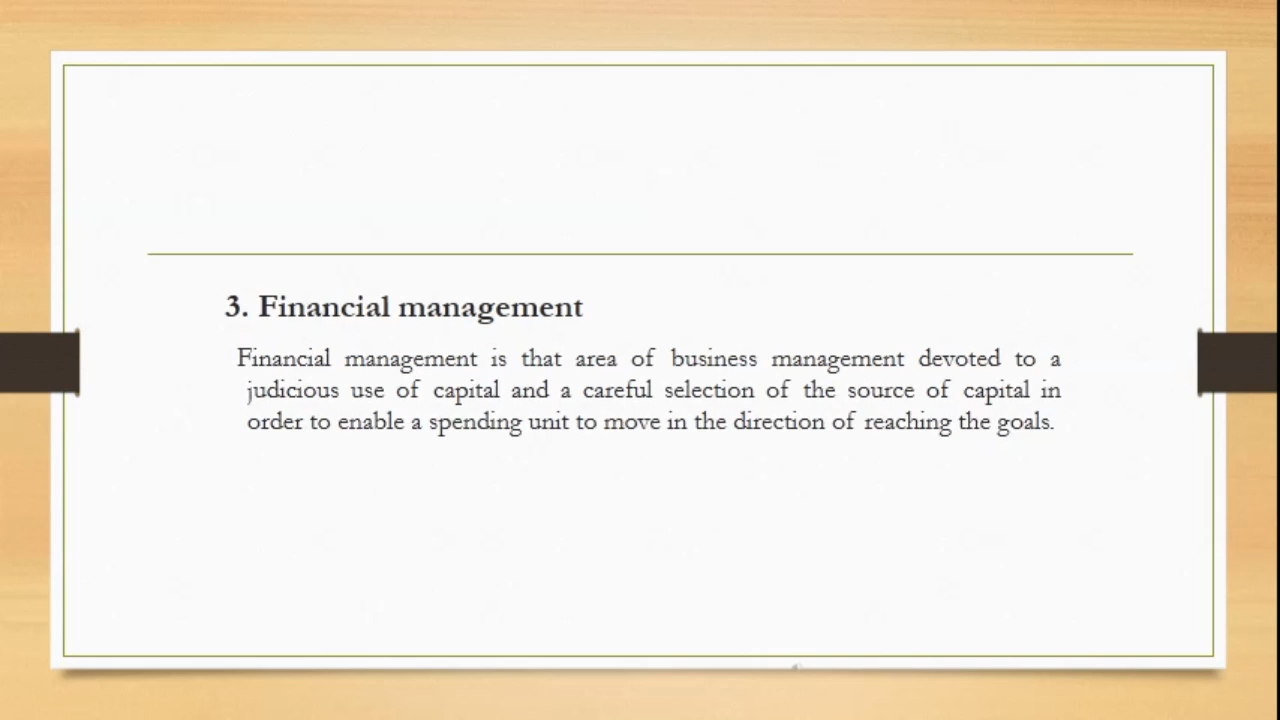 3. Financial management
Financial management is that area of business management devoted to a
judicious use of capital and a careful selection of the source of capital in
order to enable a spending unit to move in the direction of reaching the goals.